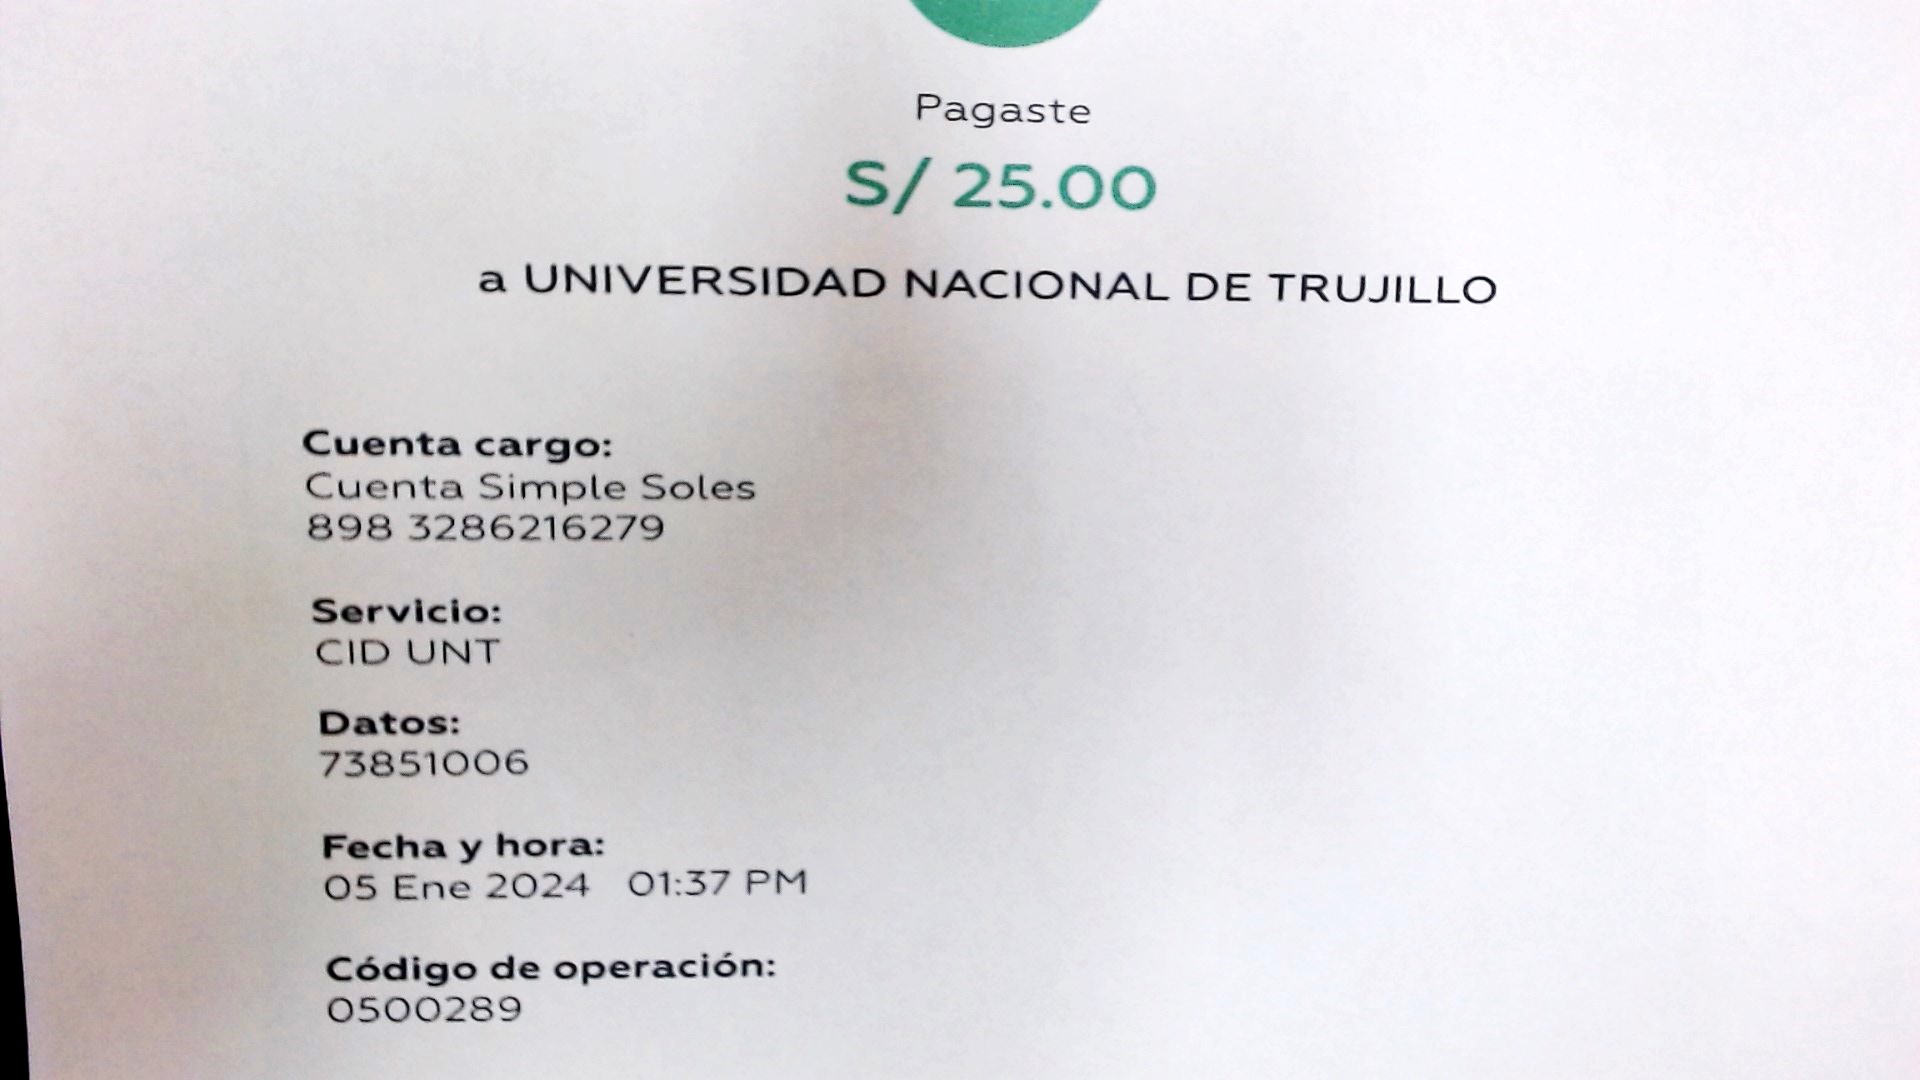 Pagaste
S/ 25.00
a UNIVERSIDAD NACIONAL DE TRUJILLO
Cuenta cargo:
Cuenta Simple Soles
898 3286216279
Servicio:
CID UNT
Datos:
73851006
Fecha y hora:
05 Ene 2024 01:37 PM
Código de operación:
0500289